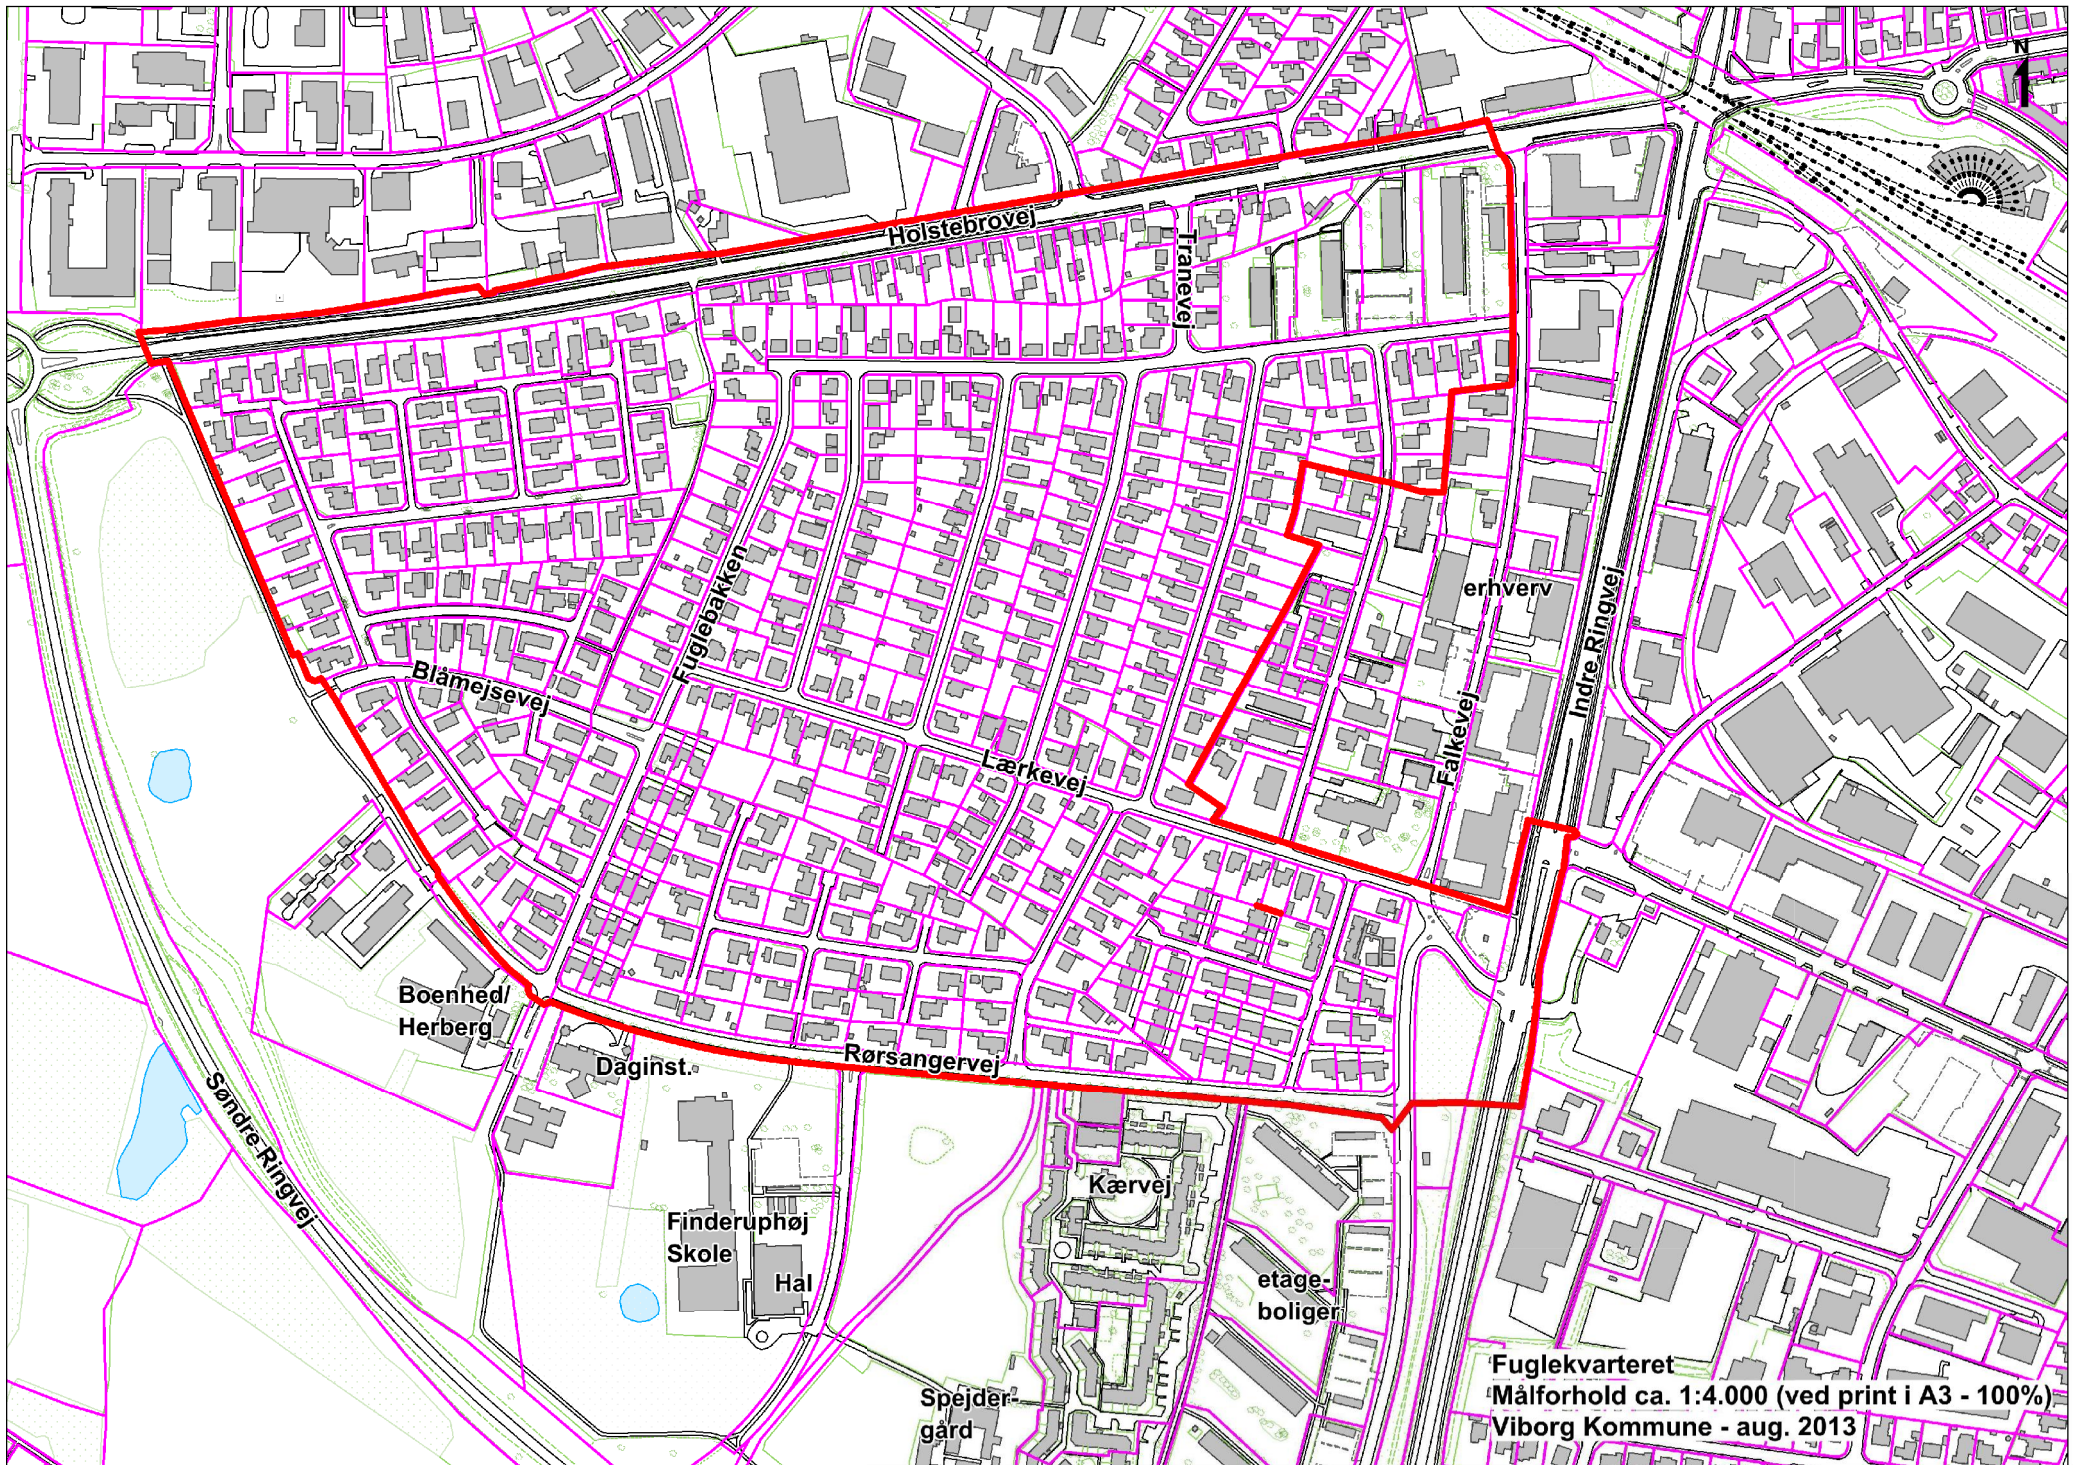 N
Holstebrovej
Tranevej
Fuglebakken
erhverv
Indre Ringvej
Blåmejsevej
Falkevej
Lærkevej
Boenhed/
Herberg
Daginst.
Rørsangervej
Søndre Ringvej
Kærvej
Finderuphøj
Skole
Hal
etage-
boliger
Spejder-
gård
Fuglekvarteret
Målforhold ca. 1:4.000 (ved print i A3 - 100%)
Viborg Kommune - aug. 2013